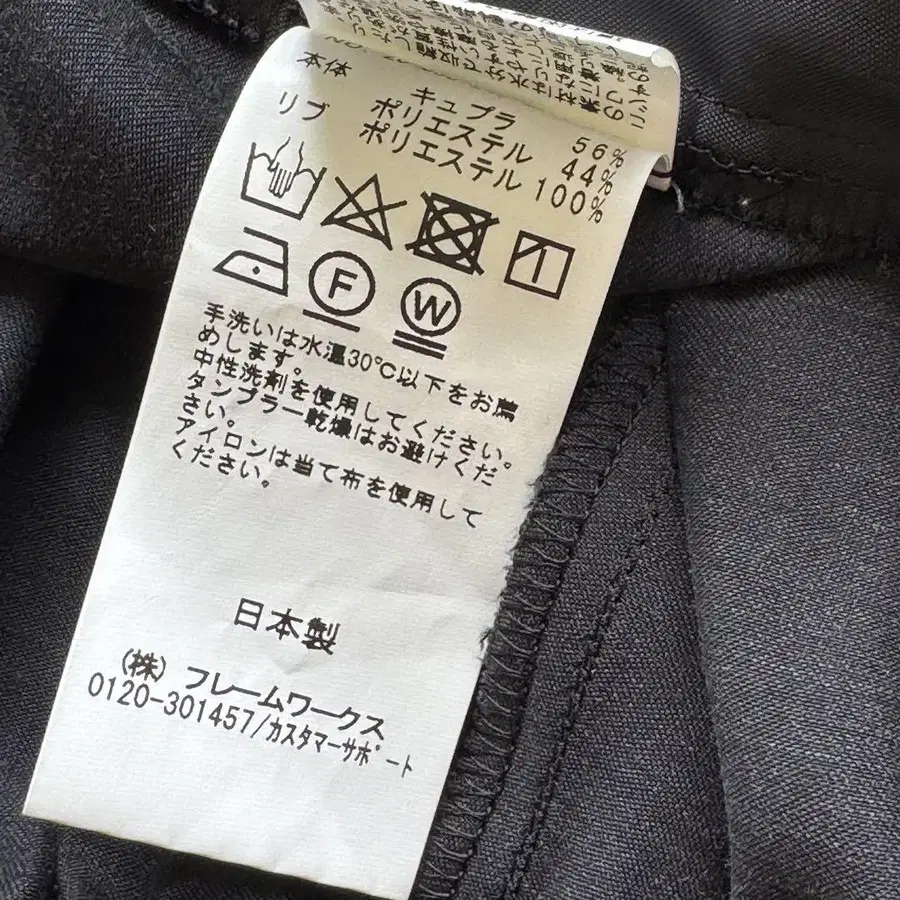 本体 キュプラ 56%
ポリエステル 44%
リブ ポリエステル 100%
F
W
手洗いは水温30℃以下をお薦
めします。
中性洗剤を使用してください。
タンブラー乾燥はお避けくだ
さい。
アイロンは当て布を使用して
ください。
日本製
(株) フレームワークス
0120-301457/カスタマーサポート